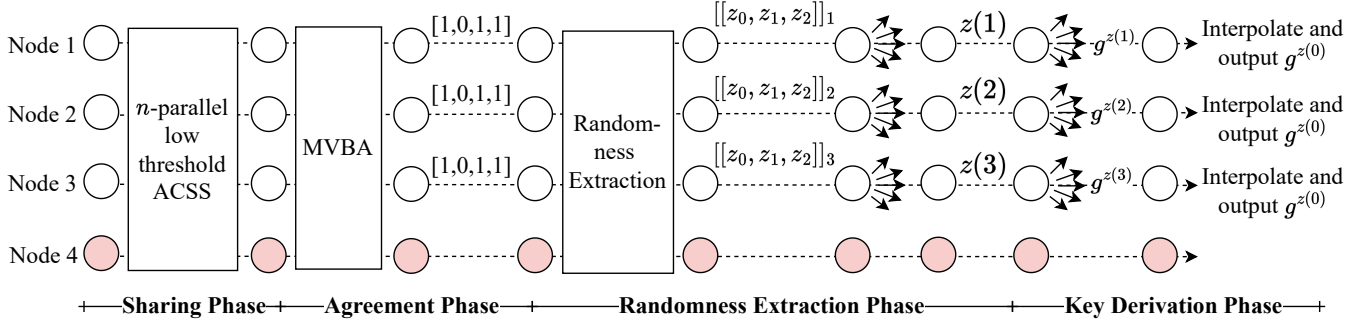 Node 1
[1,0,1,1]
[[z₀, z₁, z₂]]₁
z(1)
g^{z(1)}
Interpolate and
output g^{z(0)}
Node 2
[1,0,1,1]
[[z₀, z₁, z₂]]₂
z(2)
g^{z(2)}
Interpolate and
output g^{z(0)}
Node 3
[1,0,1,1]
[[z₀, z₁, z₂]]₃
z(3)
g^{z(3)}
Interpolate and
output g^{z(0)}
Node 4
n-parallel
low
threshold
ACSS
MVBA
Random-
ness
Extraction
Sharing Phase
Agreement Phase
Randomness Extraction Phase
Key Derivation Phase